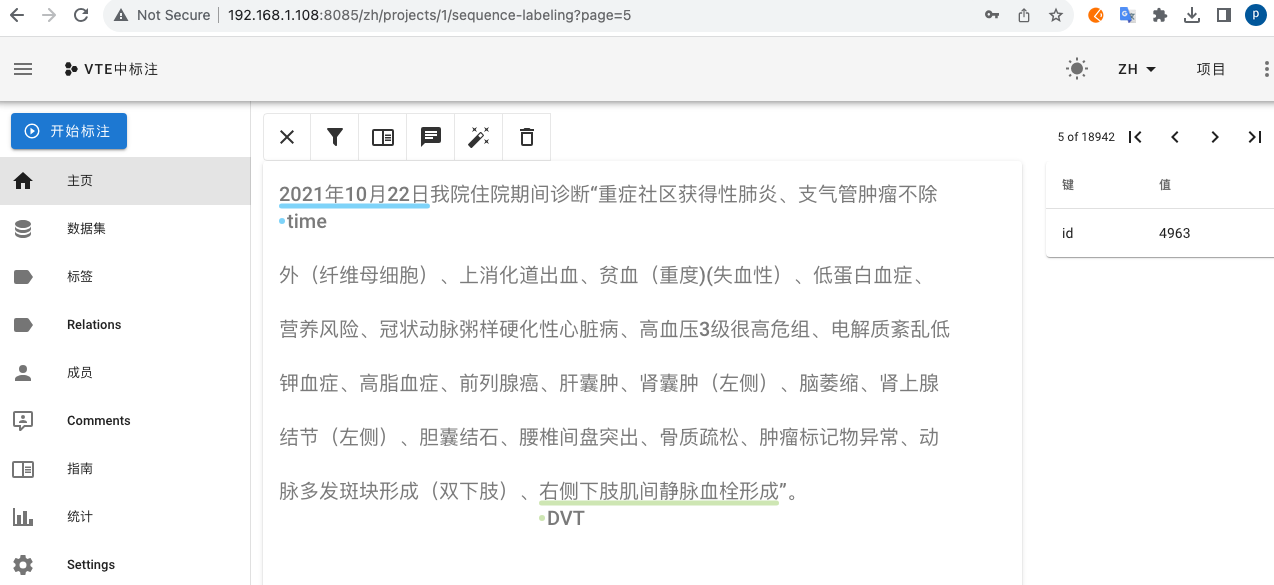 Not Secure 192.168.1.108:8085/zh/projects/1/sequence-labeling?page=5
P
VTE中标注
ZH
项目
开始标注
主页
数据集
标签
Relations
成员
Comments
指南
统计
Settings
5 of 18942
2021年10月22日我院住院期间诊断“重症社区获得性肺炎、支气管肿瘤不除
•time
外（纤维母细胞）、上消化道出血、贫血（重度)(失血性）、低蛋白血症、
营养风险、冠状动脉粥样硬化性心脏病、高血压3级很高危组、电解质紊乱低
钾血症、高脂血症、前列腺癌、肝囊肿、肾囊肿（左侧）、脑萎缩、肾上腺
结节（左侧）、胆囊结石、腰椎间盘突出、骨质疏松、肿瘤标记物异常、动
脉多发斑块形成（双下肢）、右侧下肢肌间静脉血栓形成”。
•DVT
键 值
id 4963